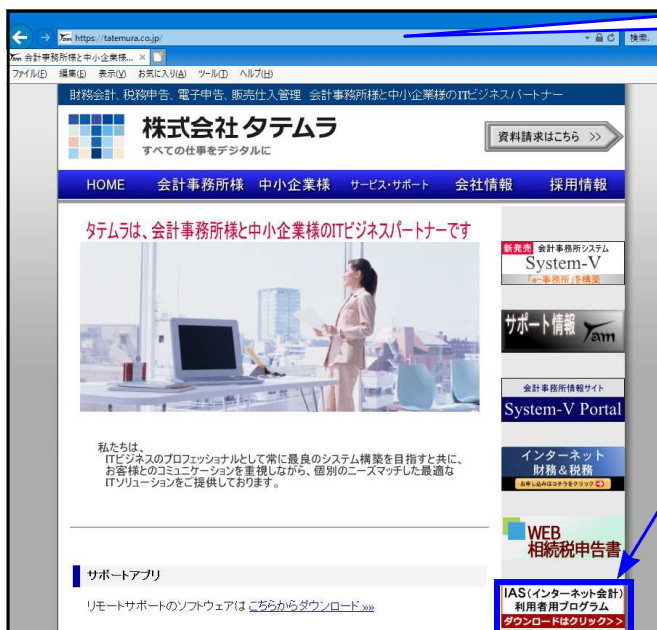 https://tatemura.co.jp/
検索.
会計事務所様と中小企業様...
ファイル(F) 編集(E) 表示(V) お気に入り(A) ツール(T) ヘルプ(H)
財務会計、税務申告、電子申告、販売仕入管理 会計事務所様と中小企業様のITビジネスパートナー
株式会社 タテムラ
すべての仕事をデジタルに
資料請求はこちら >>
HOME 会計事務所様 中小企業様 サービス・サポート 会社情報 採用情報
タテムラは、会計事務所様と中小企業様のITビジネスパートナーです
新発売 会計事務所システム
System-V
「e-事務所」を構築
サポート情報 Tam
会計事務所情報サイト
System-V Portal
私たちは、
ITビジネスのプロフェッショナルとして常に最良のシステム構築を目指すと共に、
お客様とのコミュニケーションを重視しながら、個別のニーズマッチした最適な
ITソリューションをご提供しております。
インターネット
財務&税務
お申し込みはコチラをクリック
WEB
相続税申告書
サポートアプリ
リモートサポートのソフトウェアは こちらからダウンロード »»
IAS(インターネット会計)
利用者用プログラム
ダウンロードはクリック>>